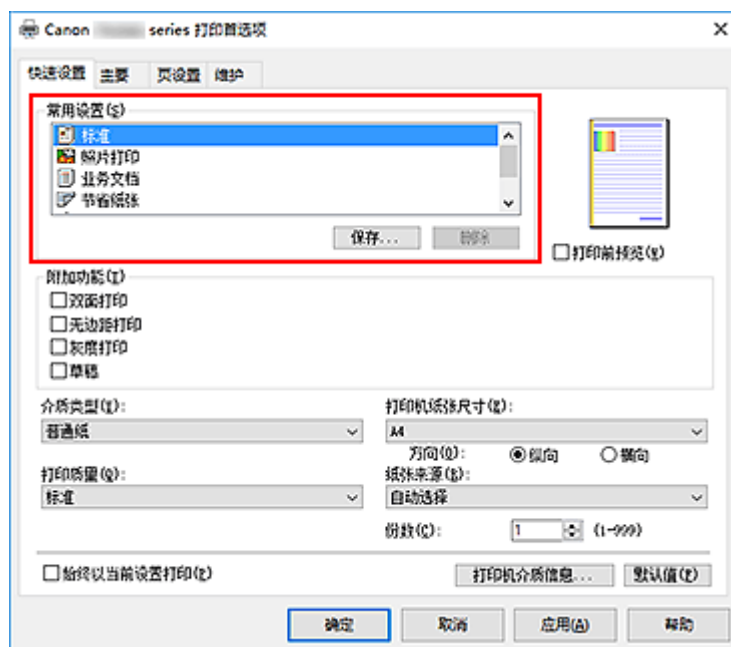 Canon series 打印首选项
快速设置 主要 页设置 维护
常用设置(S)
标准
照片打印
业务文档
节省纸张
保存... 删除
打印前预览(V)
附加功能(I)
双面打印
无边距打印
灰度打印
草稿
介质类型(Y): 打印机纸张尺寸(Z):
普通纸 A4
方向(O): 纵向 横向
打印质量(Q): 纸张来源(R):
标准 自动选择
份数(C): 1 (1-999)
始终以当前设置打印(P)
打印机介质信息... 默认值(F)
确定 取消 应用(A) 帮助